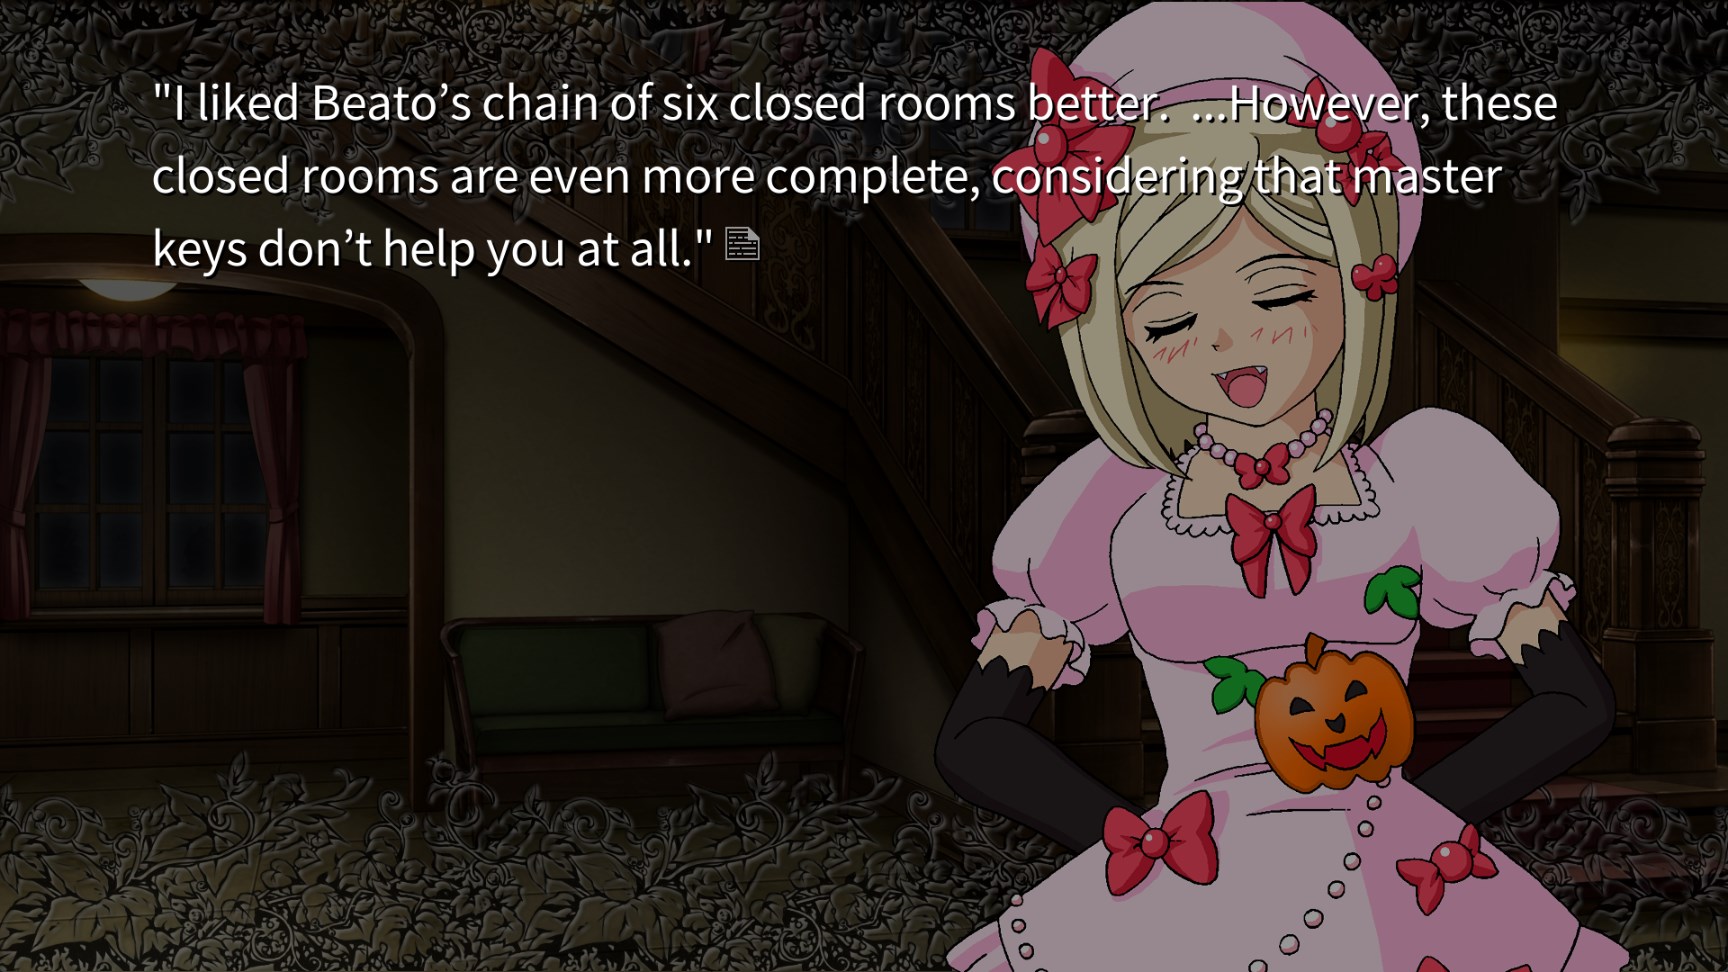 "I liked Beato’s chain of six closed rooms better.  ...However, these
closed rooms are even more complete, considering that master
keys don’t help you at all."